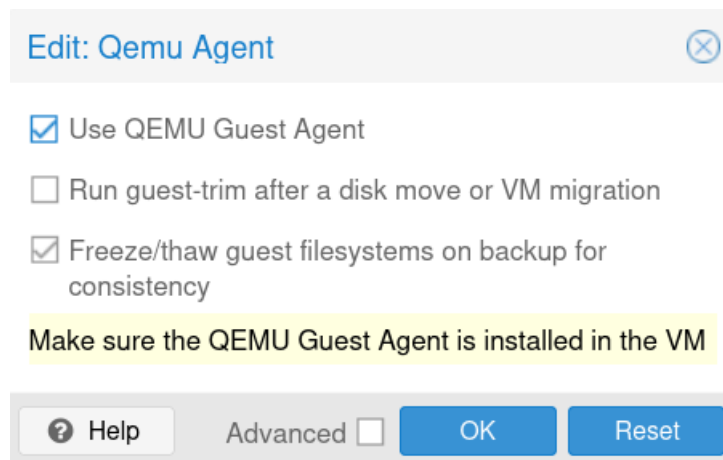 Edit: Qemu Agent
Use QEMU Guest Agent
Run guest-trim after a disk move or VM migration
Freeze/thaw guest filesystems on backup for
consistency
Make sure the QEMU Guest Agent is installed in the VM
Help
Advanced
OK
Reset